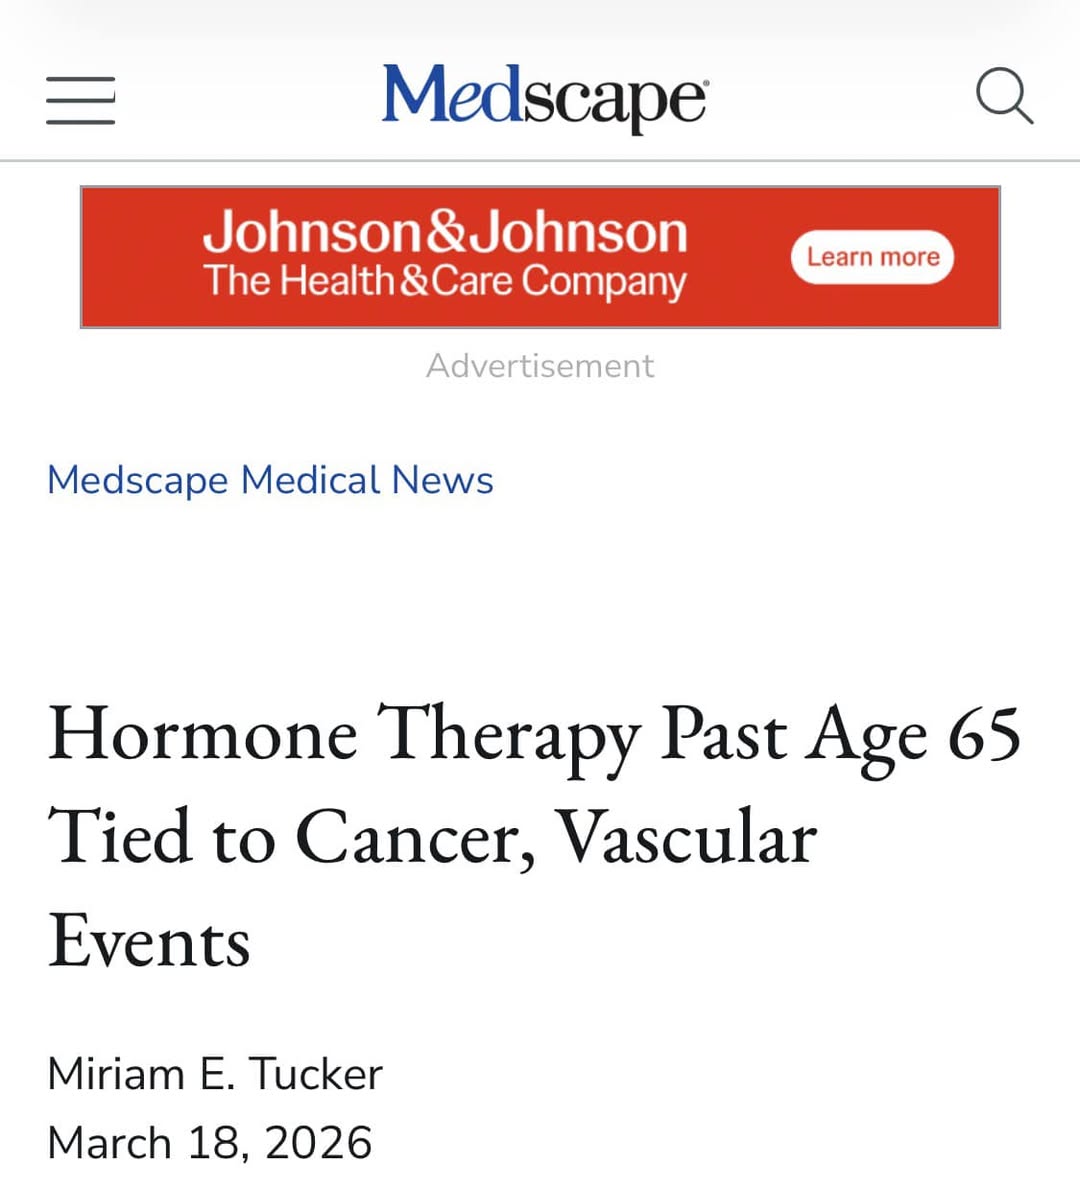 Medscape®
Johnson&Johnson
The Health&Care Company
Learn more
Advertisement
Medscape Medical News
Hormone Therapy Past Age 65
Tied to Cancer, Vascular
Events
Miriam E. Tucker
March 18, 2026